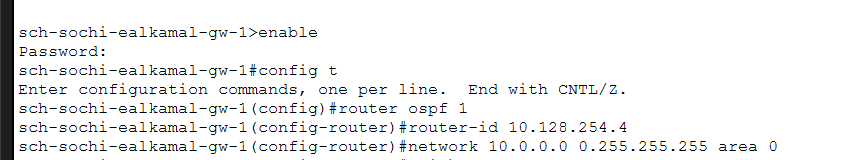 sch-sochi-ealkamal-gw-1>enable
Password:
sch-sochi-ealkamal-gw-1#config t
Enter configuration commands, one per line.  End with CNTL/Z.
sch-sochi-ealkamal-gw-1(config)#router ospf 1
sch-sochi-ealkamal-gw-1(config-router)#router-id 10.128.254.4
sch-sochi-ealkamal-gw-1(config-router)#network 10.0.0.0 0.255.255.255 area 0